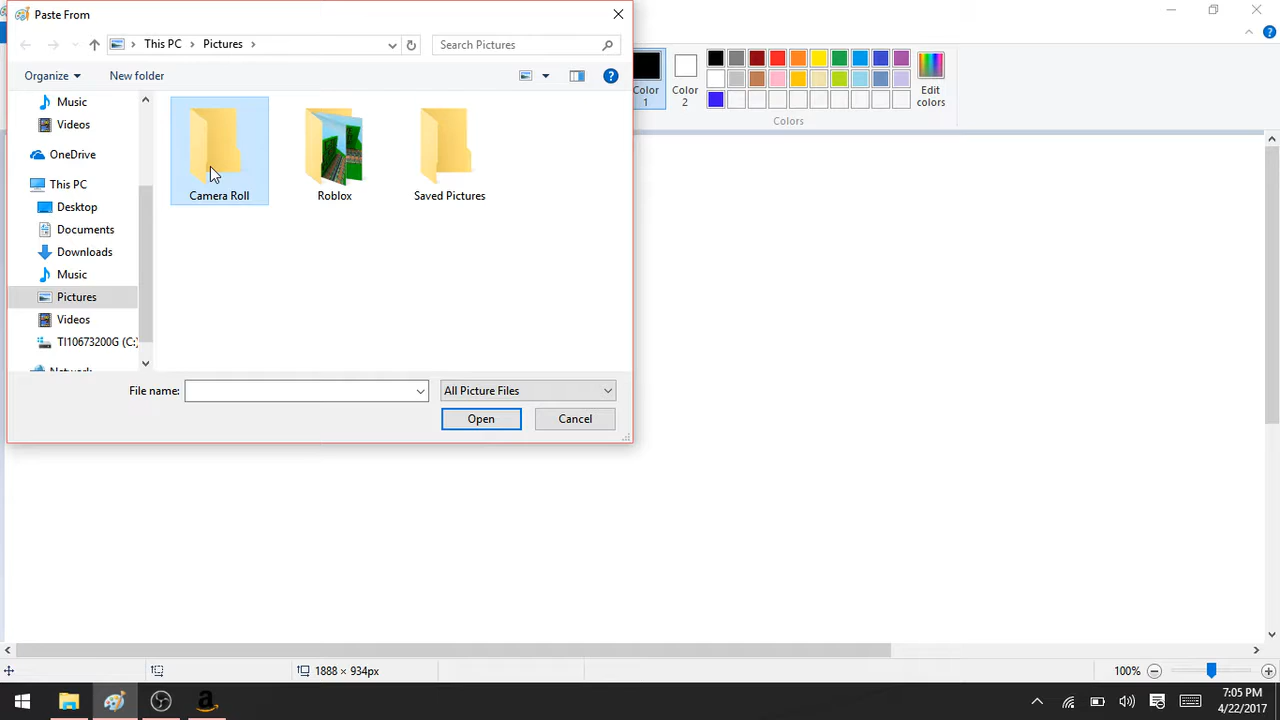 Paste From
This PC
Pictures
Search Pictures
Organize
New folder
Color 1
Color 2
Edit colors
Colors
Music
Videos
OneDrive
This PC
Desktop
Documents
Downloads
Music
Pictures
Videos
TI10673200G (C:)
Network
Camera Roll
Roblox
Saved Pictures
File name:
All Picture Files
Open
Cancel
1888 × 934px
100%
7:05 PM
4/22/2017